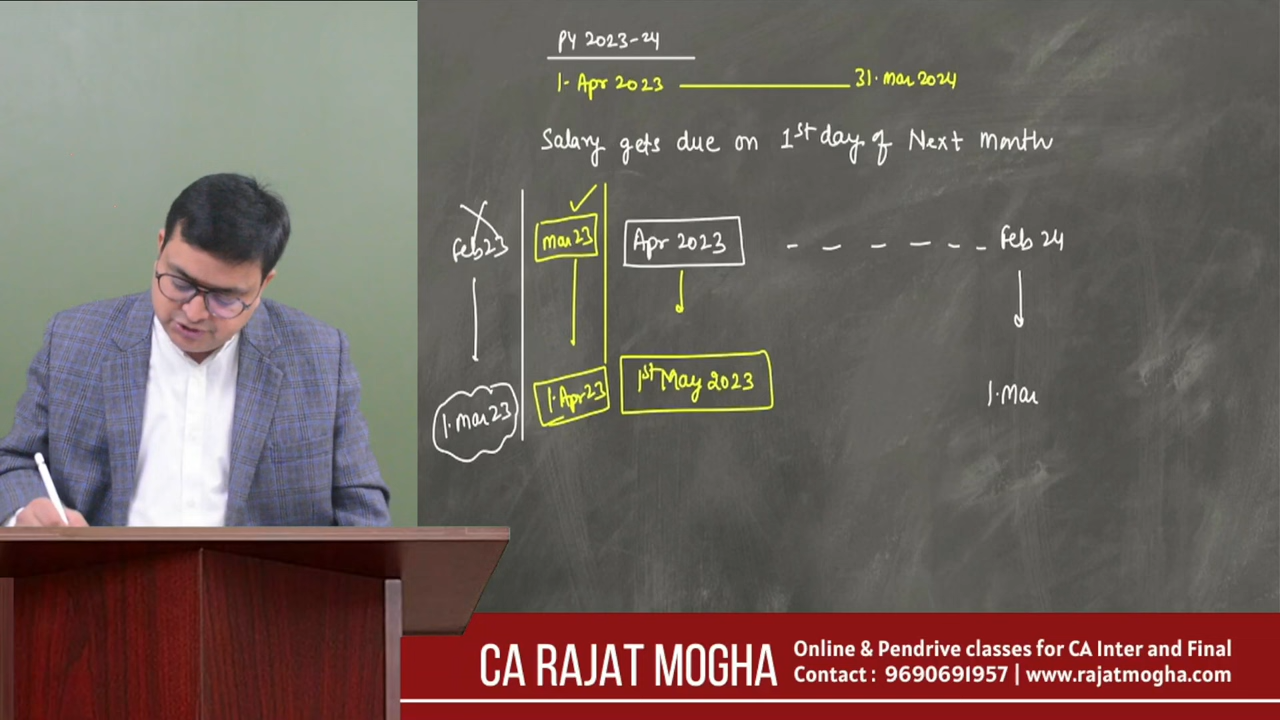 PY 2023-24
1. Apr 2023 31. Mar 2024
Salary gets due on 1st day of Next month
Feb 23 Mar 23 Apr 2023 - - - - - - Feb 24
1. Mar 23 1. Apr 23 1st May 2023 1. Mar
CA RAJAT MOGHA
Online & Pendrive classes for CA Inter and Final
Contact : 9690691957 | www.rajatmogha.com